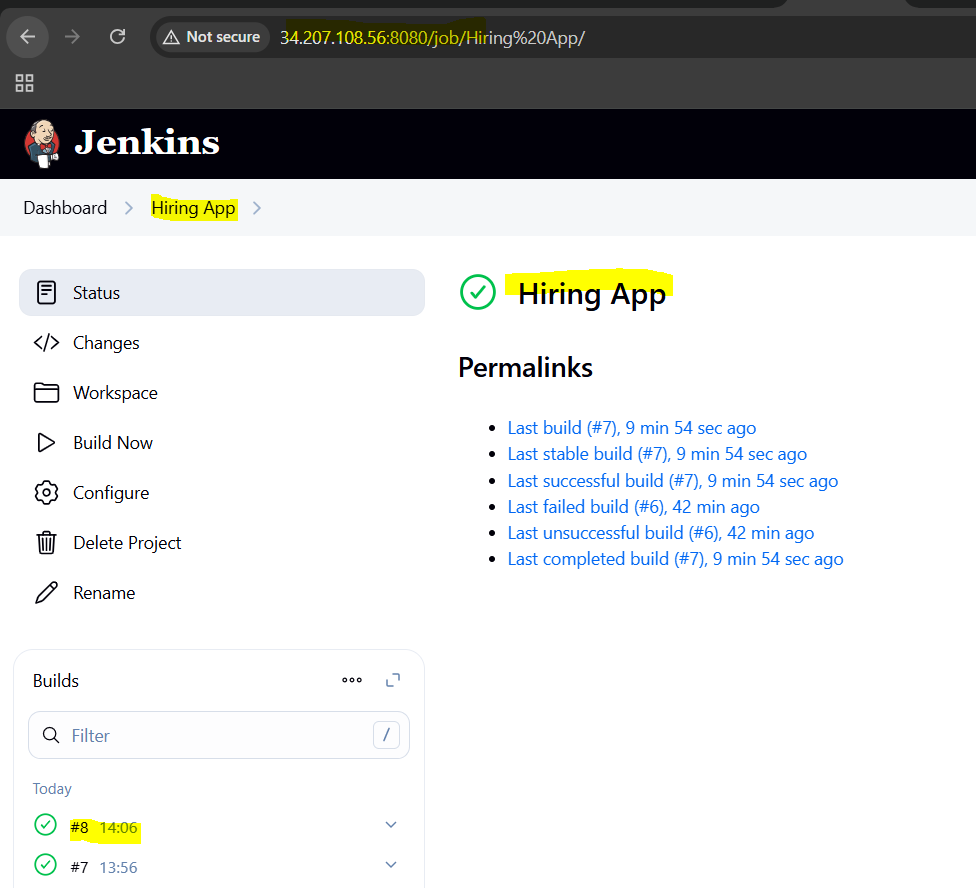 Not secure 34.207.108.56:8080/job/Hiring%20App/
Jenkins
Dashboard > Hiring App >
Status
Changes
Workspace
Build Now
Configure
Delete Project
Rename
Hiring App
Permalinks
• Last build (#7), 9 min 54 sec ago
• Last stable build (#7), 9 min 54 sec ago
• Last successful build (#7), 9 min 54 sec ago
• Last failed build (#6), 42 min ago
• Last unsuccessful build (#6), 42 min ago
• Last completed build (#7), 9 min 54 sec ago
Builds
Filter /
Today
#8 14:06
#7 13:56